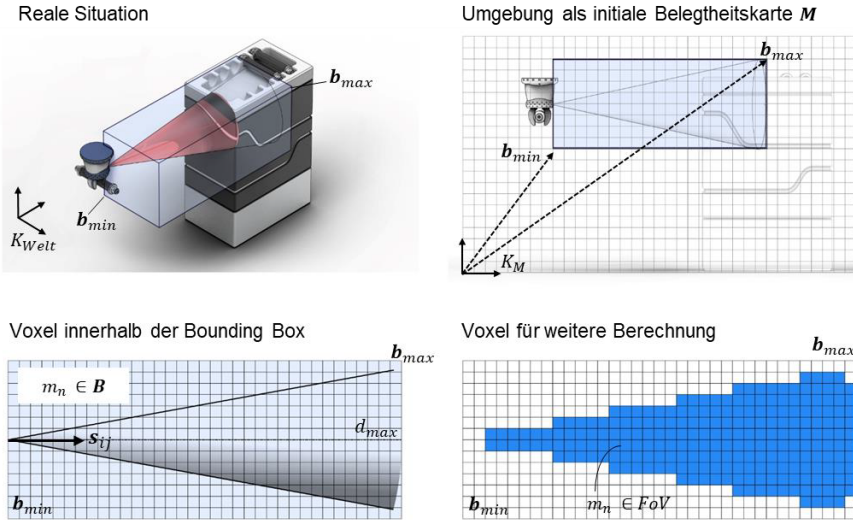 Reale Situation
Umgebung als initiale Belegtheitskarte M
b_max
b_max
b_min
b_min
K_Welt
K_M
Voxel innerhalb der Bounding Box
Voxel für weitere Berechnung
b_max
b_max
m_n ∈ B
d_max
s_ij
b_min
b_min
m_n ∈ FoV